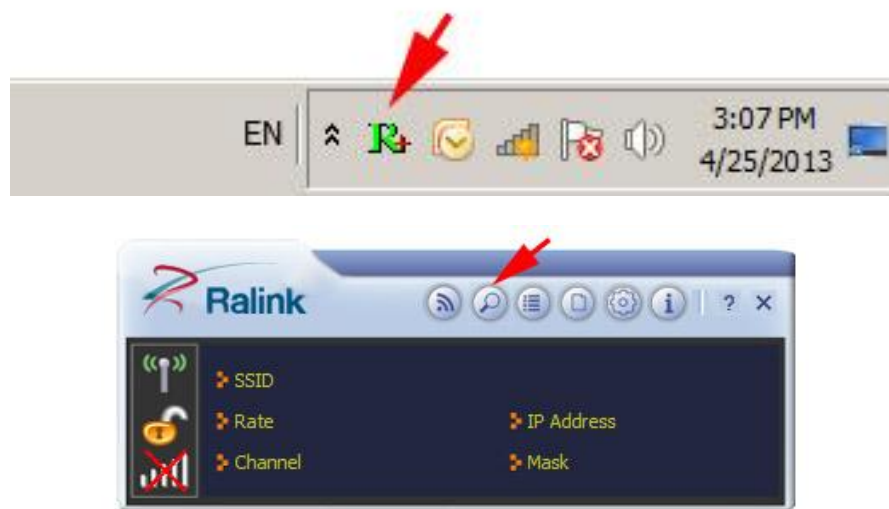 EN
R+
3:07 PM
4/25/2013
Ralink
i ? ×
SSID
Rate IP Address
Channel Mask